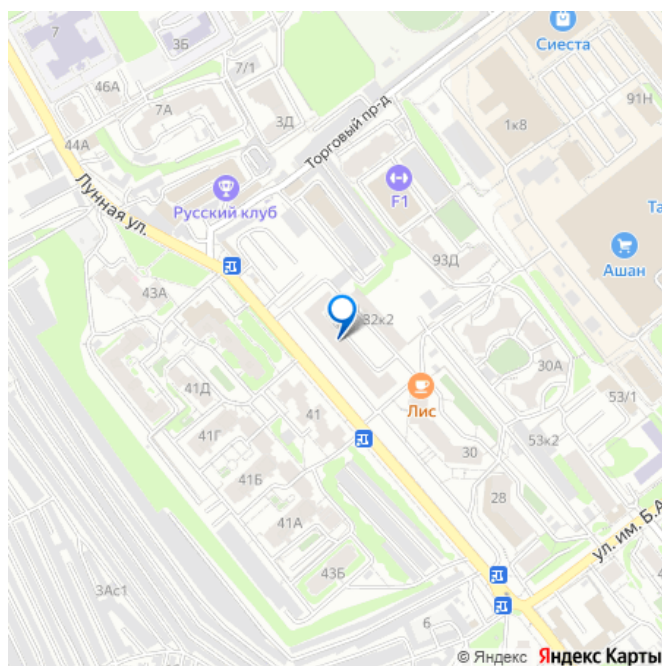 7
3Б
Сиеста
46А
7/1
91Н
7А
3Д
1к8
44А
Торговый пр-д
Лунная ул.
Русский клуб
F1
Та
93Д
Ашан
43А
32к2
30А
41Д
Лис
53/1
41
41Г
53к2
30
41Б
28
41А
ул. им. Б.А
43Б
3Ас1
6
© Яндекс Яндекс Карты